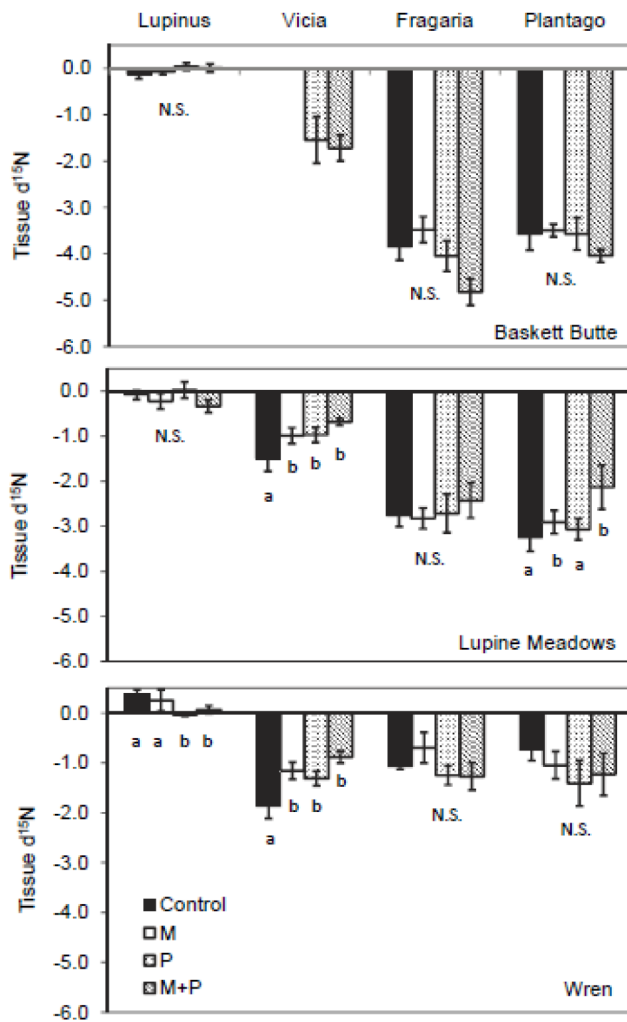 Lupinus Vicia Fragaria Plantago
Tissue d¹⁵N
0.0
-1.0
-2.0
-3.0
-4.0
-5.0
-6.0
N.S.
N.S.
N.S.
Baskett Butte
Tissue d¹⁵N
0.0
-1.0
-2.0
-3.0
-4.0
-5.0
-6.0
N.S.
a b b b
N.S.
a b a b
Lupine Meadows
Tissue d¹⁵N
0.0
-1.0
-2.0
-3.0
-4.0
-5.0
-6.0
a a b b
a b b b
N.S.
N.S.
Control
M
P
M+P
Wren